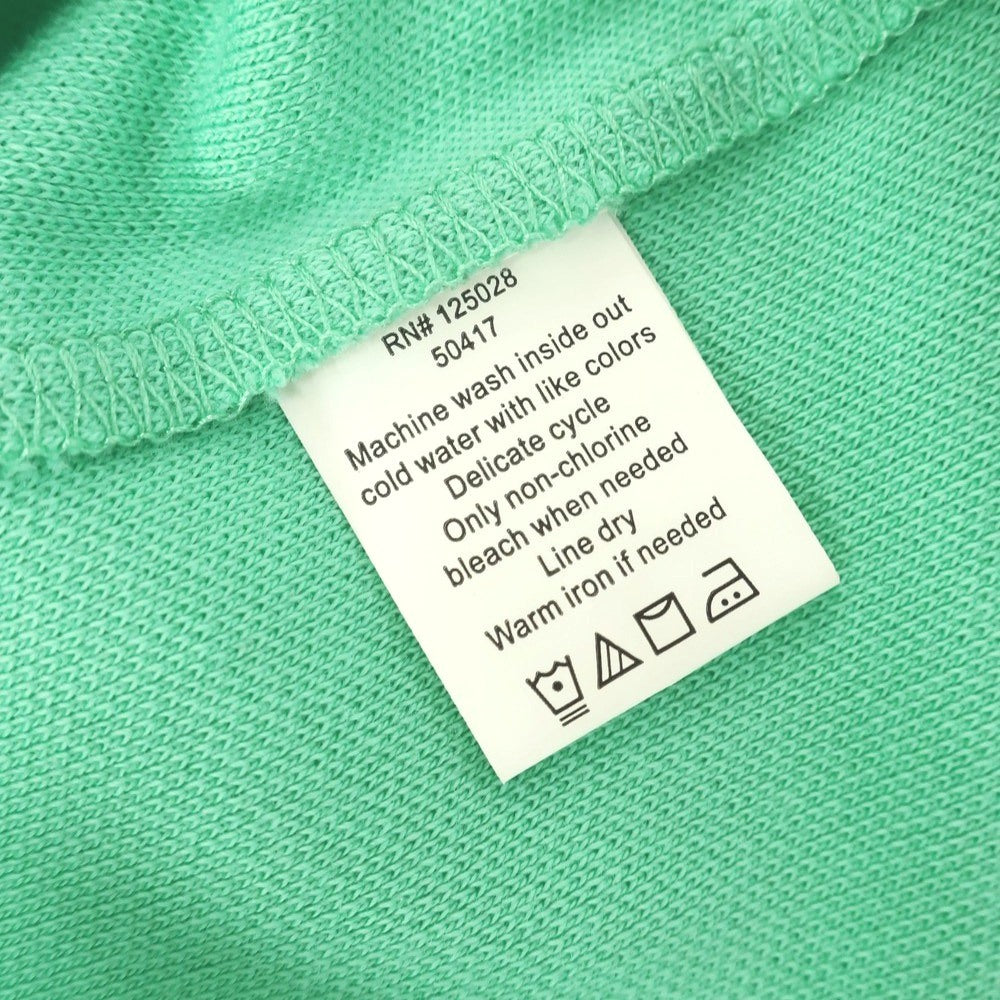 RN# 125028
50417
Machine wash inside out
cold water with like colors
Delicate cycle
Only non-chlorine
bleach when needed
Line dry
Warm iron if needed